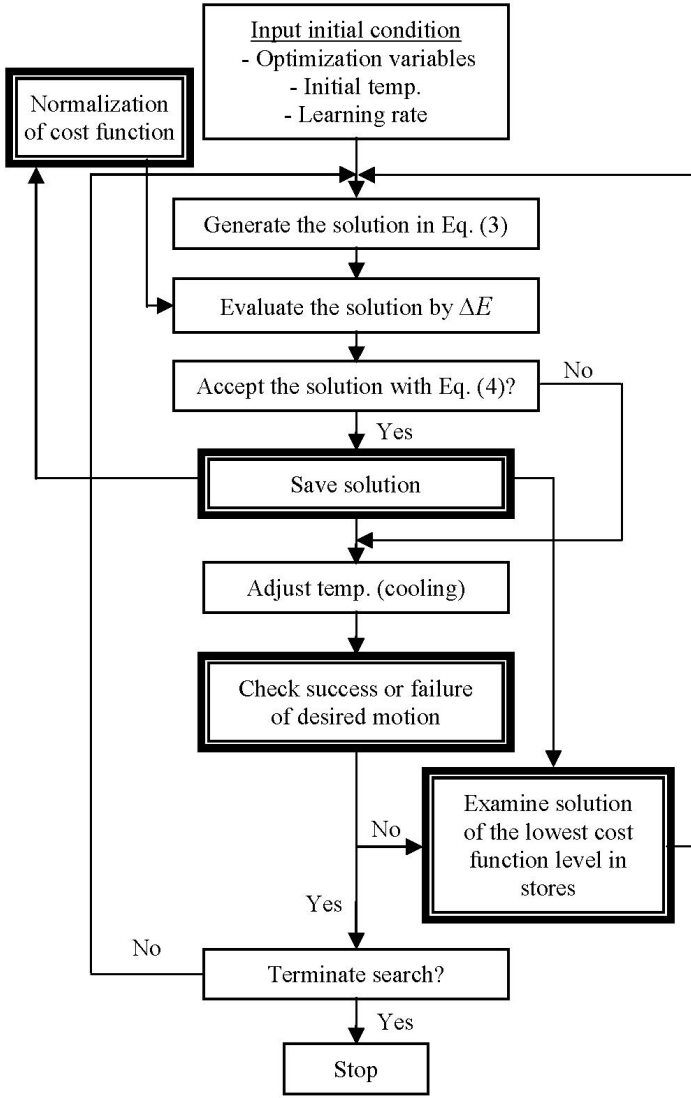 Input initial condition
- Optimization variables
- Initial temp.
- Learning rate
Normalization
of cost function
Generate the solution in Eq. (3)
Evaluate the solution by ΔE
Accept the solution with Eq. (4)?
No
Yes
Save solution
Adjust temp. (cooling)
Check success or failure
of desired motion
No
Examine solution
of the lowest cost
function level in
stores
Yes
No
Terminate search?
Yes
Stop